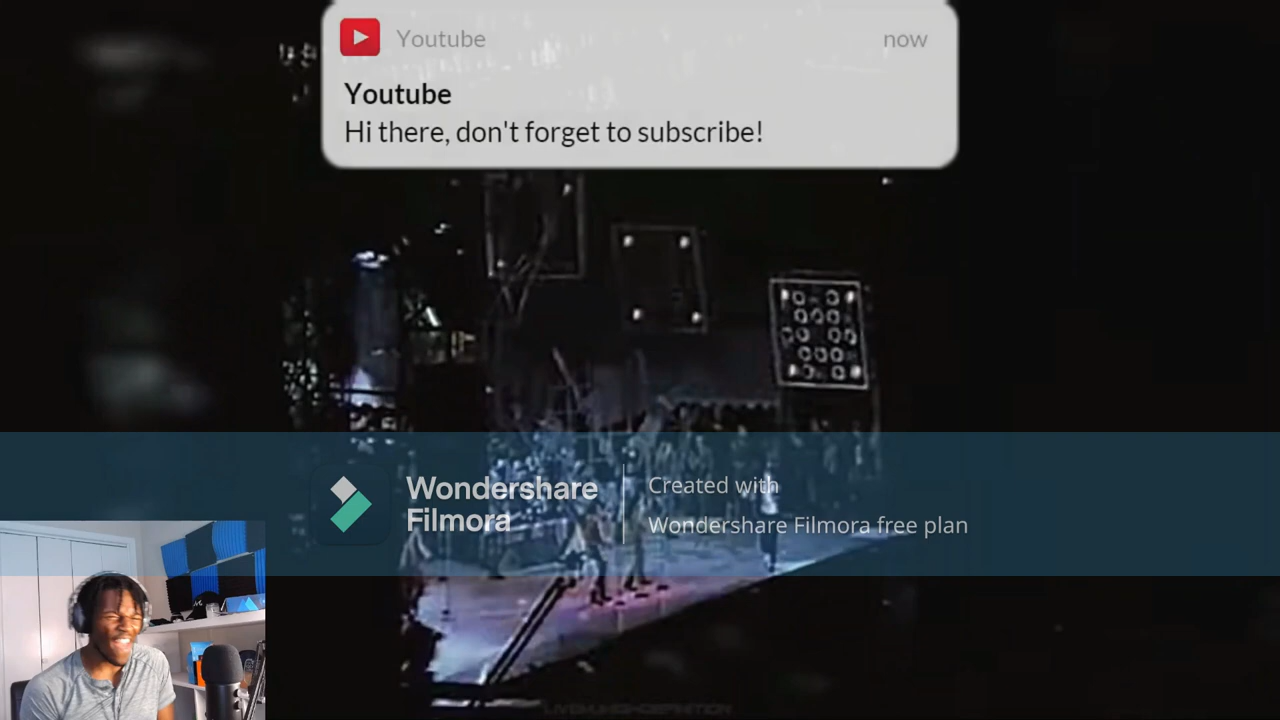 Youtube
now
Youtube
Hi there, don't forget to subscribe!
Wondershare
Filmora
Created with
Wondershare Filmora free plan